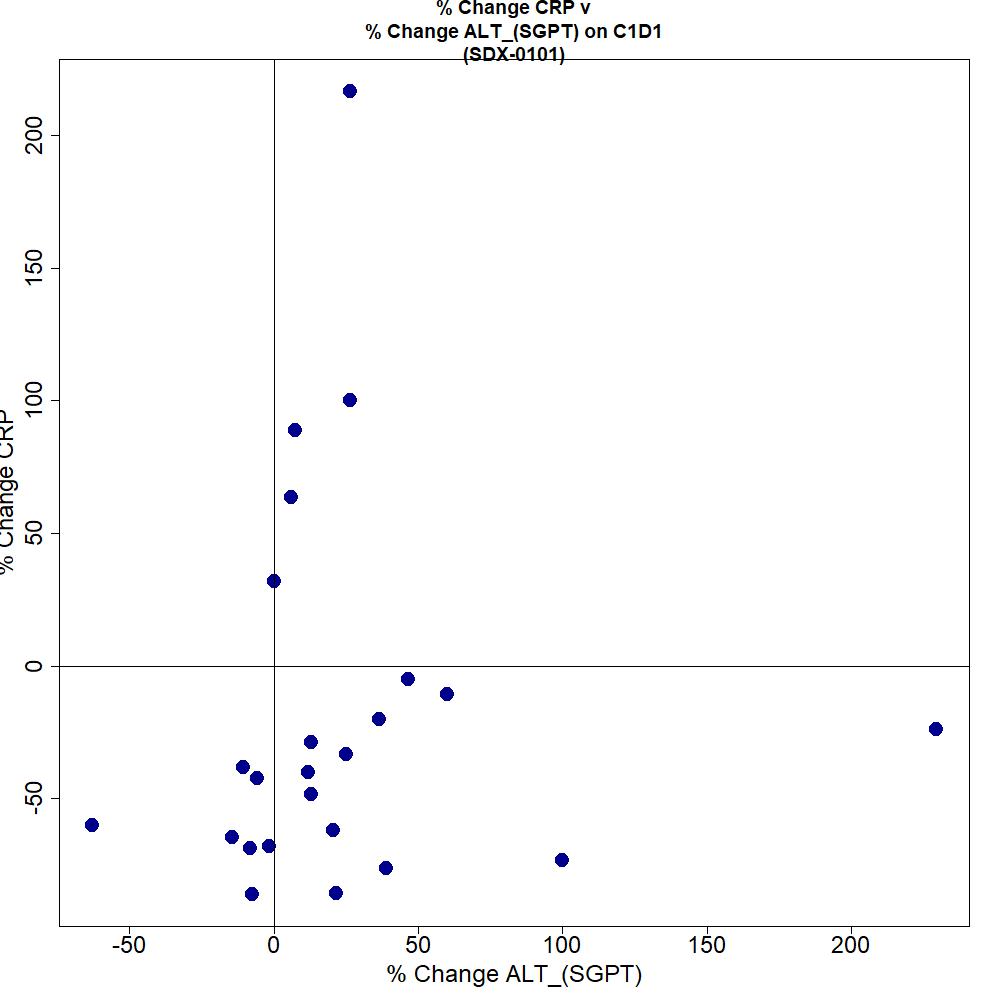 % Change CRP v
% Change ALT_(SGPT) on C1D1
(SDX-0101)
200
150
100
50
0
-50
% Change CRP
-50 0 50 100 150 200
% Change ALT_(SGPT)